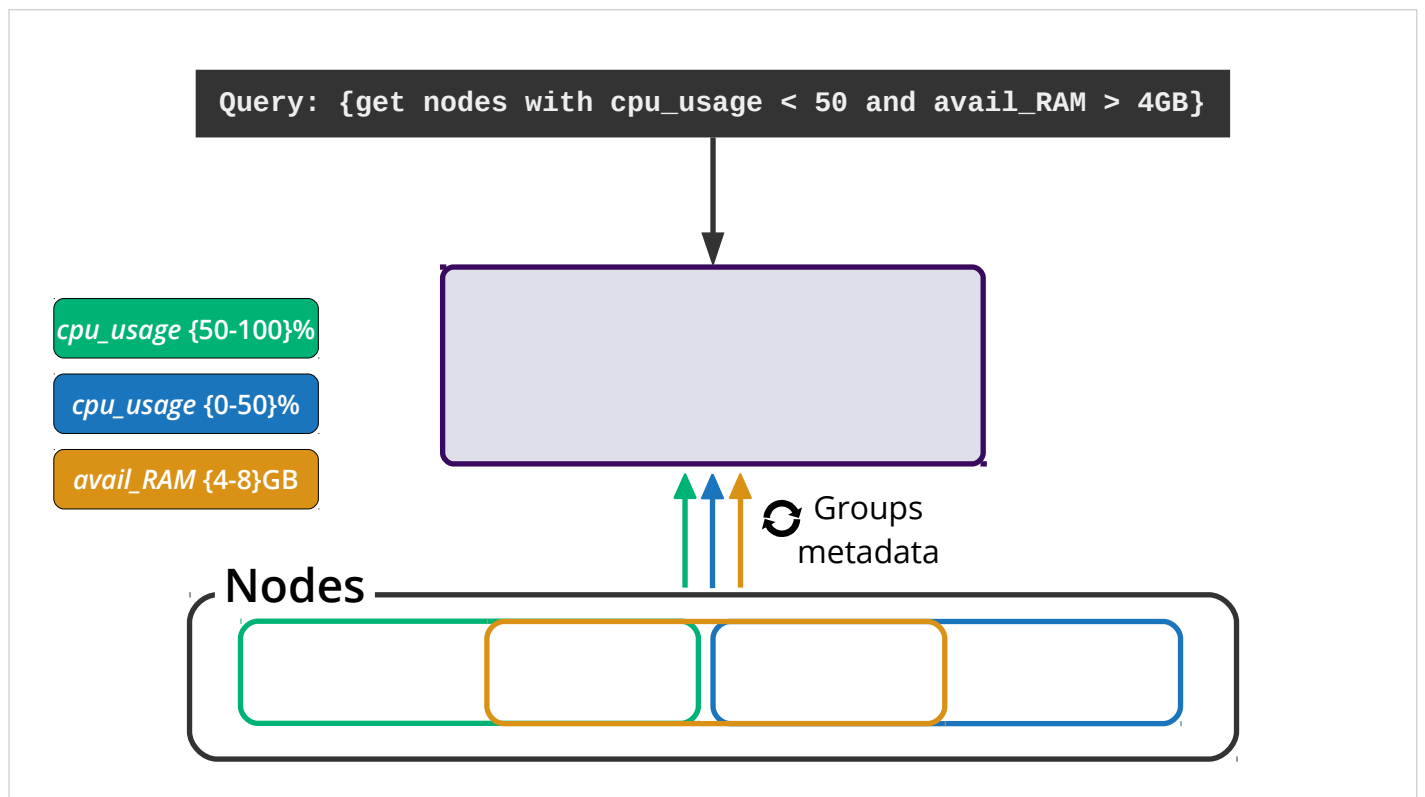 Query: {get nodes with cpu_usage < 50 and avail_RAM > 4GB}
cpu_usage {50-100}%
cpu_usage {0-50}%
avail_RAM {4-8}GB
Groups
metadata
Nodes